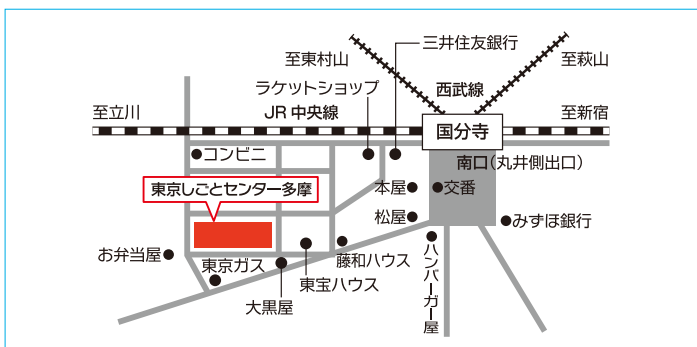 三井住友銀行
至東村山
至萩山
ラケットショップ
西武線
至立川
JR中央線
至新宿
国分寺
コンビニ
南口(丸井側出口)
東京しごとセンター多摩
本屋
交番
松屋
みずほ銀行
お弁当屋
東京ガス
藤和ハウス
ハンバーガー屋
東宝ハウス
大黒屋